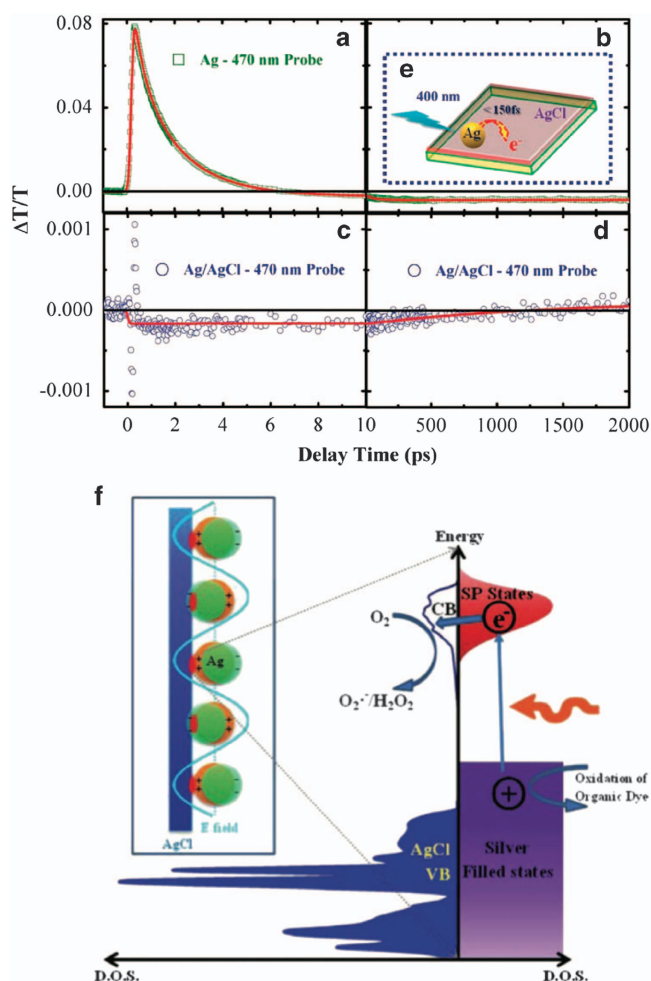 0.08
0.04
0.00
ΔT/T
a
Ag - 470 nm Probe
b
e
400 nm
<150fs
AgCl
Ag
e-
0.001
0.000
-0.001
c
Ag/AgCl - 470 nm Probe
d
Ag/AgCl - 470 nm Probe
0 2 4 6 8 10 500 1000 1500 2000
Delay Time (ps)
f
Energy
SP States
CB
e-
O₂
O₂·⁻/H₂O₂
Ag
+
Oxidation of
Organic Dye
E field
AgCl
AgCl
VB
Silver
Filled states
D.O.S.
D.O.S.